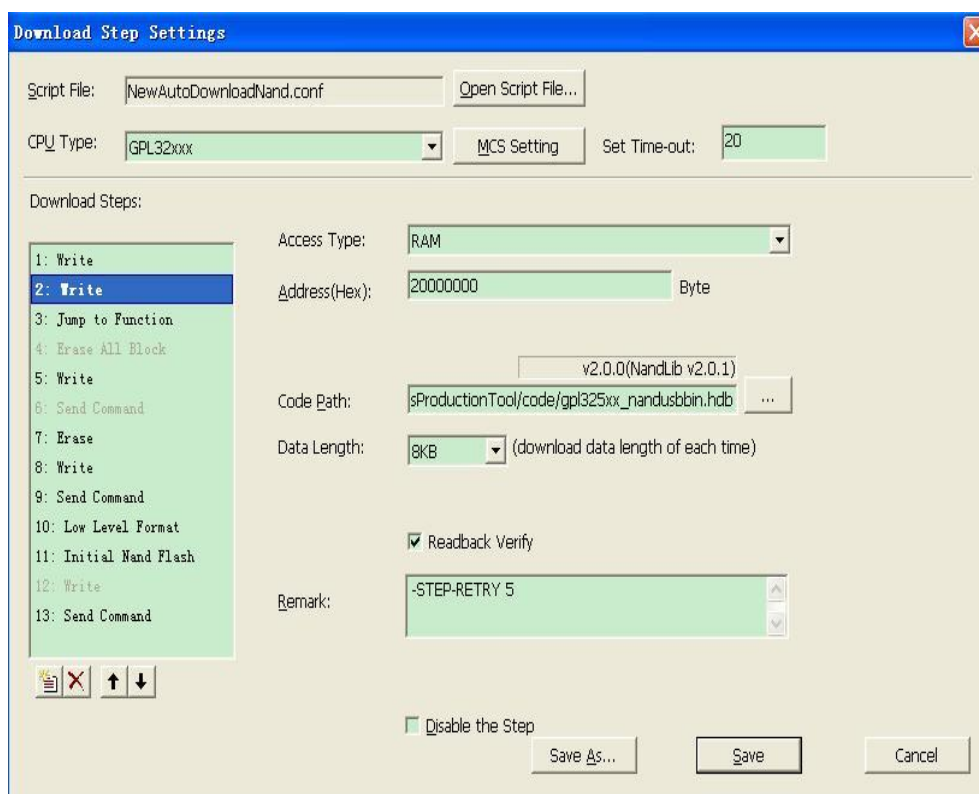 Download Step Settings
Script File: NewAutoDownloadNand.conf Open Script File...
CPU Type: GPL32xxx MCS Setting Set Time-out: 20
Download Steps:
1: Write
2: Write
3: Jump to Function
4: Erase All Block
5: Write
6: Send Command
7: Erase
8: Write
9: Send Command
10: Low Level Format
11: Initial Nand Flash
12: Write
13: Send Command
Access Type: RAM
Address(Hex): 20000000 Byte
v2.0.0(NandLib v2.0.1)
Code Path: sProductionTool/code/gpl325xx_nandusbbin.hdb ...
Data Length: 8KB (download data length of each time)
Readback Verify
Remark: -STEP-RETRY 5
Disable the Step
Save As... Save Cancel